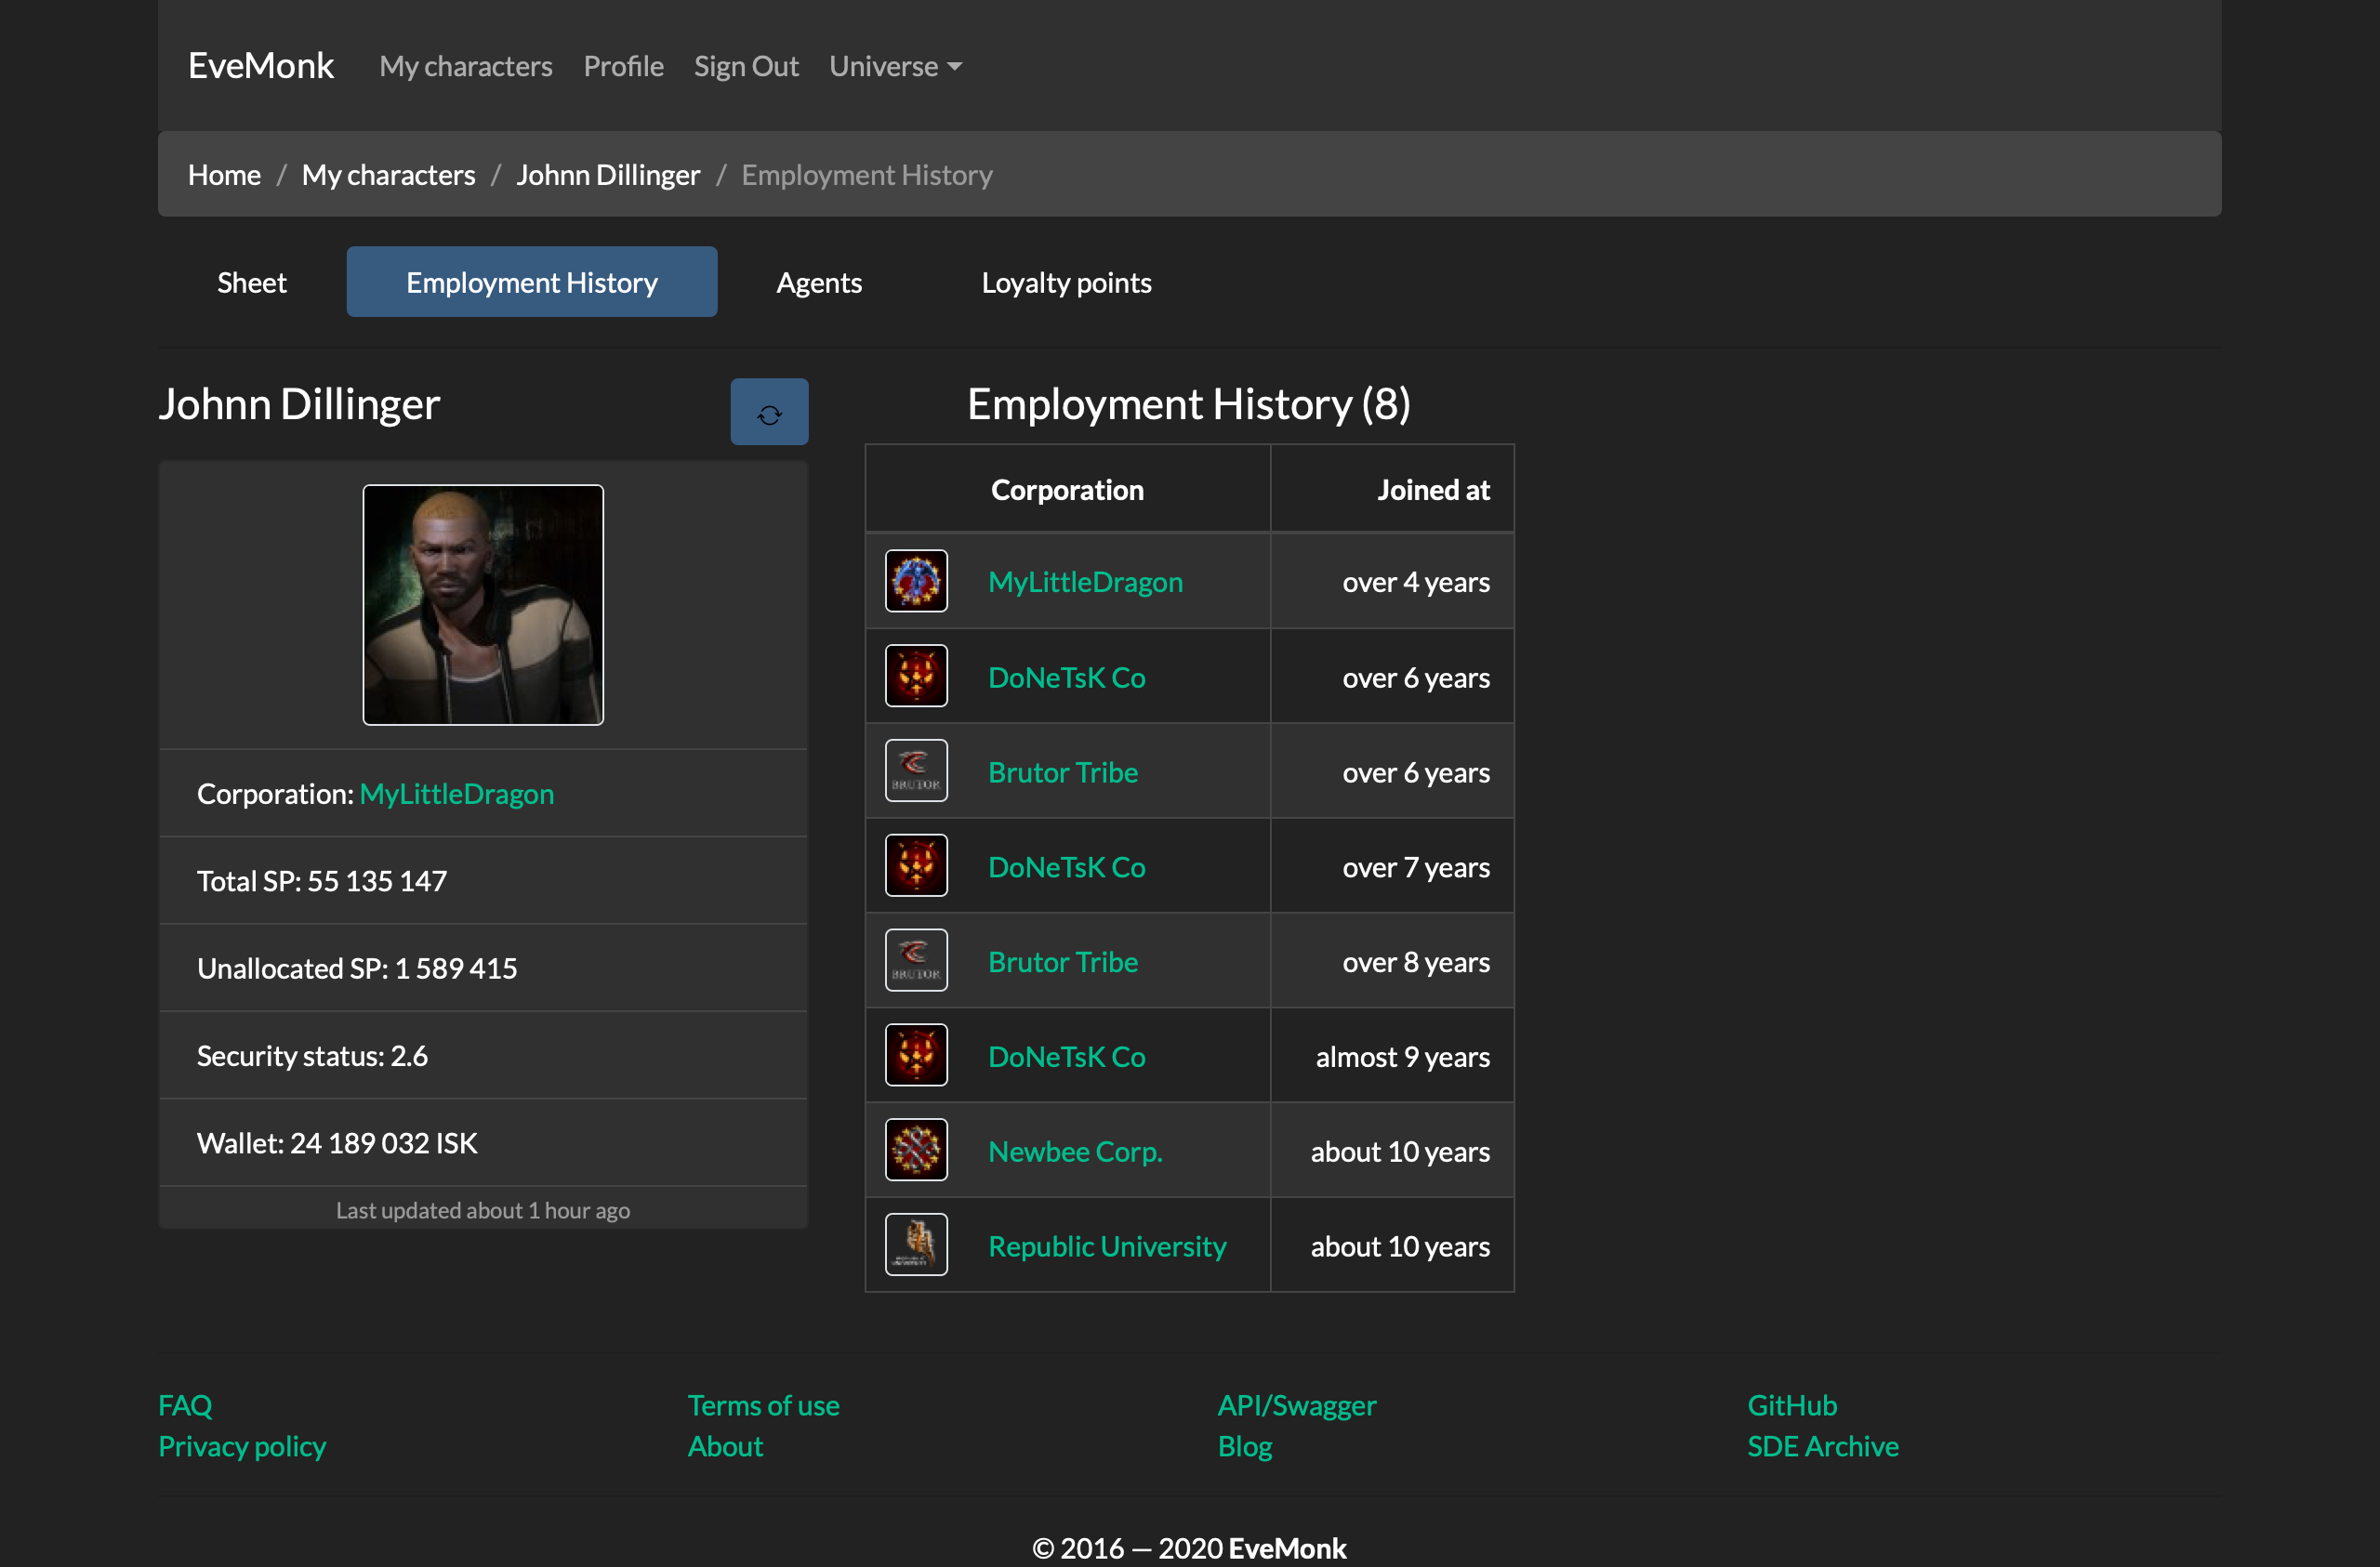 EveMonk My characters Profile Sign Out Universe
Home / My characters / Johnn Dillinger / Employment History
Sheet Employment History Agents Loyalty points
Johnn Dillinger
Corporation: MyLittleDragon
Total SP: 55 135 147
Unallocated SP: 1 589 415
Security status: 2.6
Wallet: 24 189 032 ISK
Last updated about 1 hour ago
Employment History (8)
Corporation Joined at
MyLittleDragon over 4 years
DoNeTsK Co over 6 years
BRUTOR Brutor Tribe over 6 years
DoNeTsK Co over 7 years
BRUTOR Brutor Tribe over 8 years
DoNeTsK Co almost 9 years
Newbee Corp. about 10 years
Republic University about 10 years
FAQ Terms of use API/Swagger GitHub
Privacy policy About Blog SDE Archive
© 2016 — 2020 EveMonk